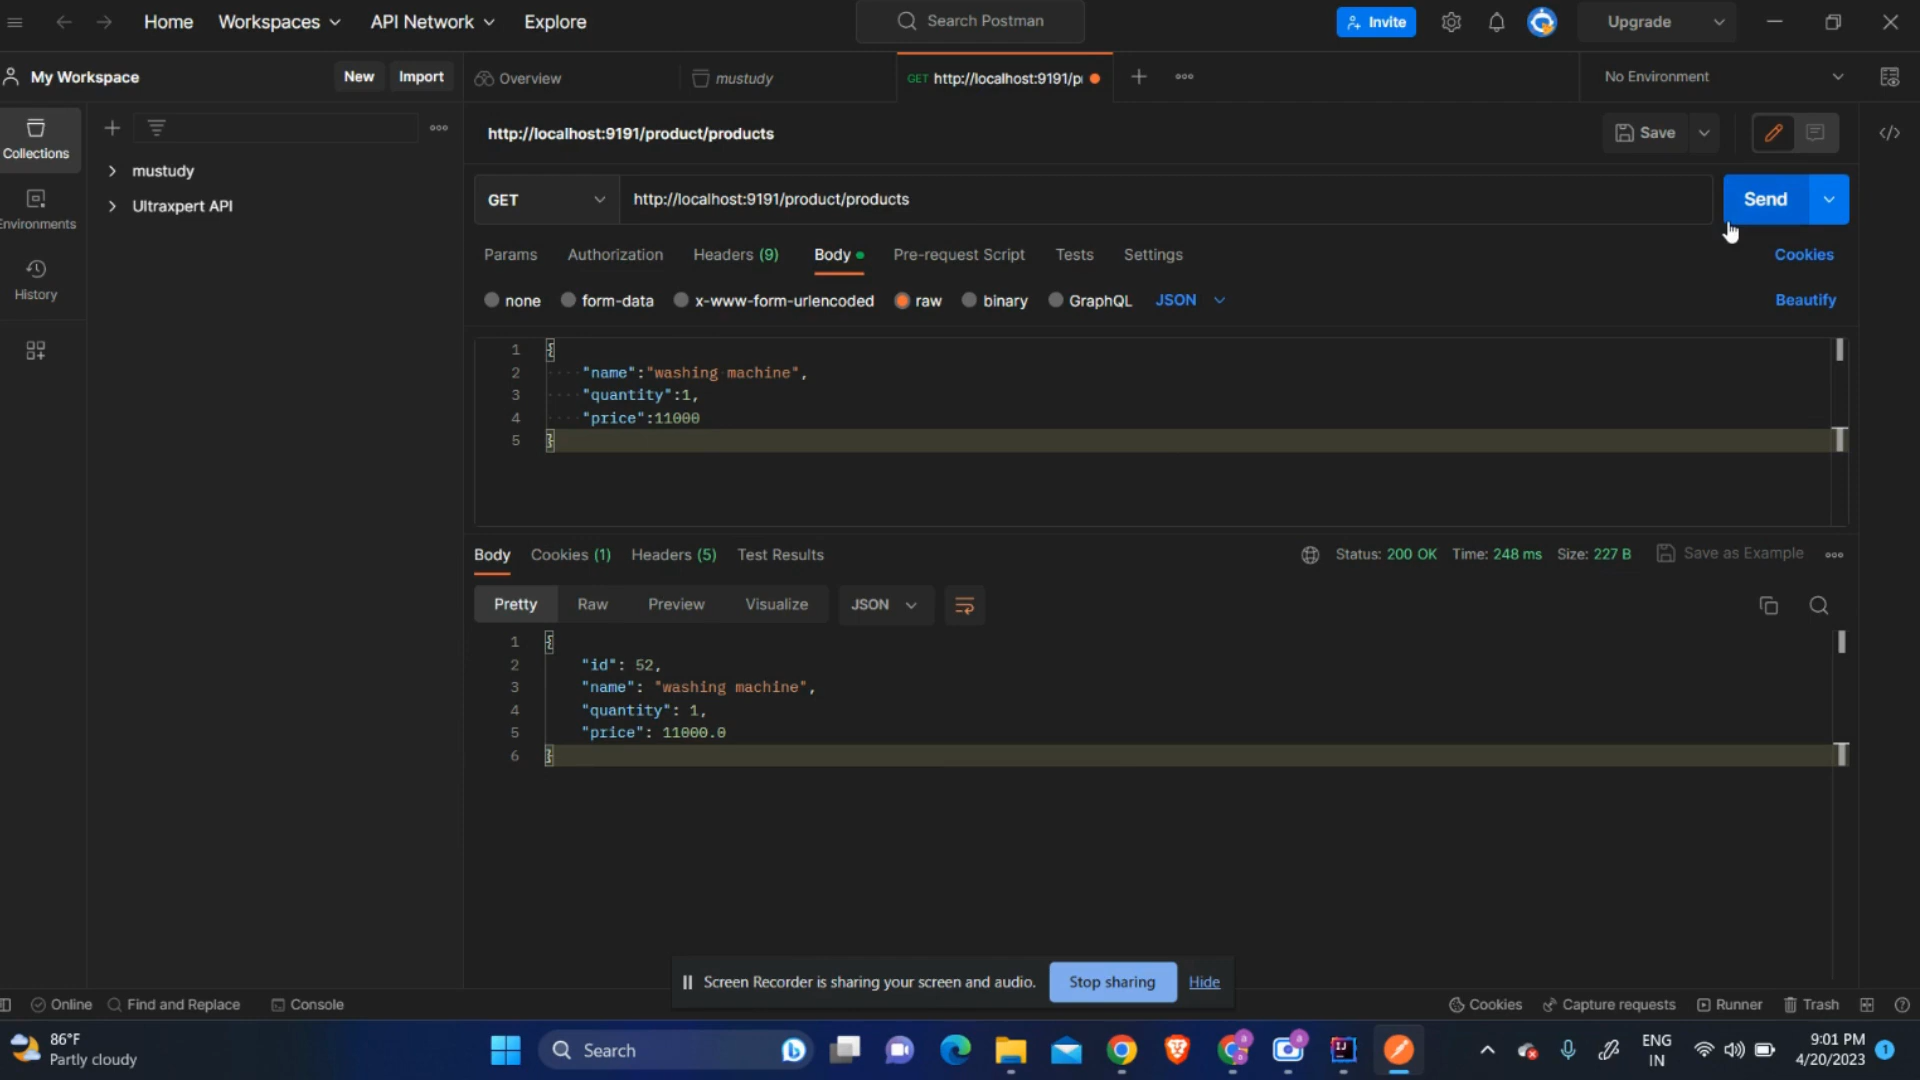 Home Workspaces API Network Explore Search Postman Invite Upgrade
My Workspace New Import Overview mustudy GET http://localhost:9191/p No Environment
Collections
Environments
History
mustudy
Ultraxpert API
http://localhost:9191/product/products Save
GET http://localhost:9191/product/products Send
Params Authorization Headers (9) Body Pre-request Script Tests Settings Cookies
none form-data x-www-form-urlencoded raw binary GraphQL JSON Beautify
1 {
2 "name":"washing machine",
3 "quantity":1,
4 "price":11000
5 }
Body Cookies (1) Headers (5) Test Results Status: 200 OK Time: 248 ms Size: 227 B Save as Example
Pretty Raw Preview Visualize JSON
1 {
2 "id": 52,
3 "name": "washing machine",
4 "quantity": 1,
5 "price": 11000.0
6 }
Screen Recorder is sharing your screen and audio. Stop sharing Hide
Online Find and Replace Console Cookies Capture requests Runner Trash
86°F
Partly cloudy
Search
ENG
IN
9:01 PM
4/20/2023
1